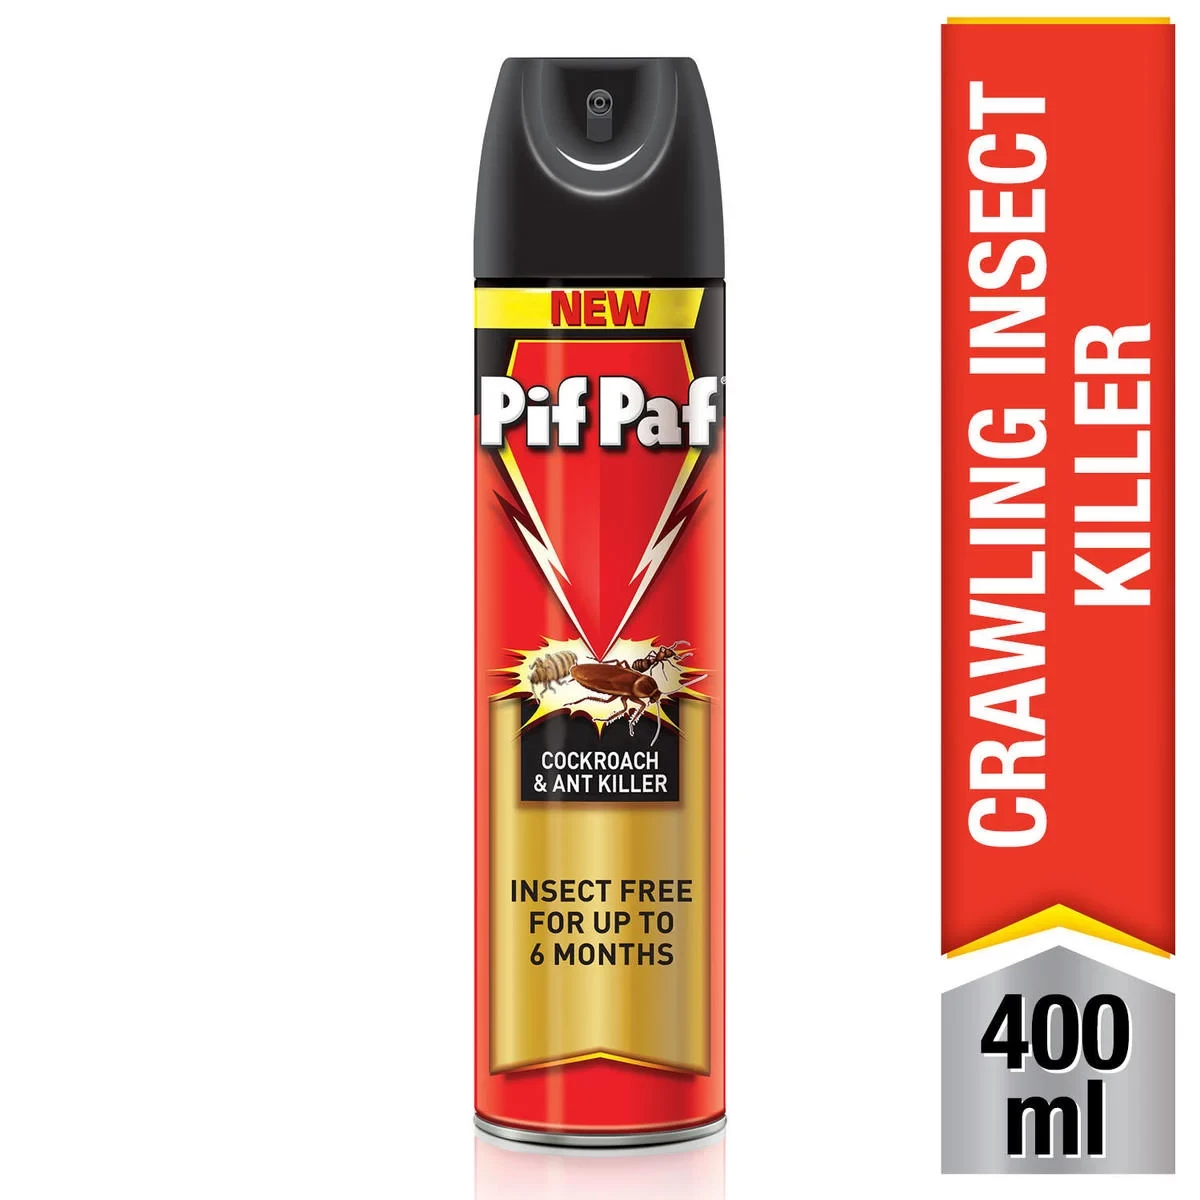 NEW
Pif Paf®
COCKROACH
& ANT KILLER
INSECT FREE
FOR UP TO
6 MONTHS
CRAWLING INSECT
KILLER
400
ml